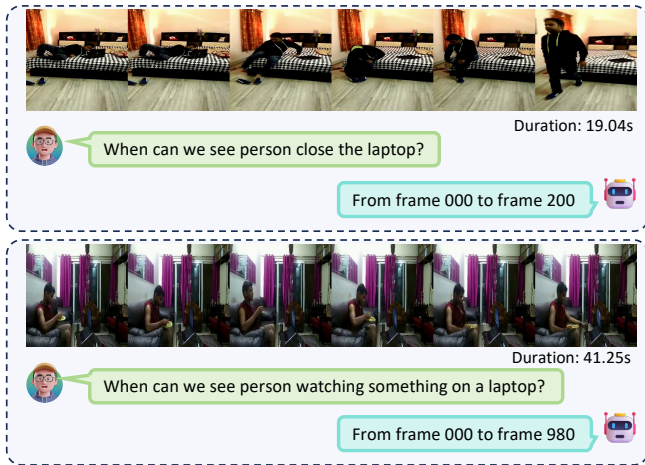 Duration: 19.04s
When can we see person close the laptop?
From frame 000 to frame 200
Duration: 41.25s
When can we see person watching something on a laptop?
From frame 000 to frame 980